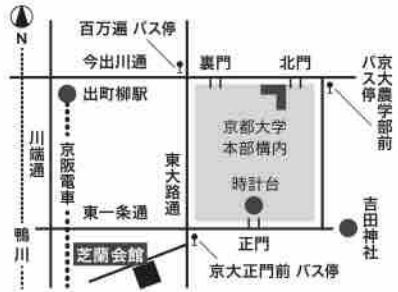 N
百万遍 バス停
今出川通
裏門
北門
京大農学部前
バス停
出町柳駅
京都大学
本部構内
時計台
川端通
京阪電車
東大路通
東一条通
吉田神社
鴨川
芝蘭会館
正門
京大正門前 バス停